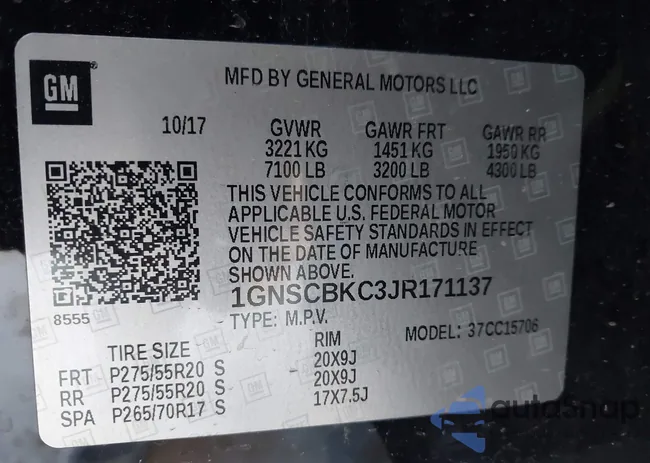 GM
MFD BY GENERAL MOTORS LLC
10/17 GVWR GAWR FRT GAWR RR
3221 KG 1451 KG 1950 KG
7100 LB 3200 LB 4300 LB
THIS VEHICLE CONFORMS TO ALL
APPLICABLE U.S. FEDERAL MOTOR
VEHICLE SAFETY STANDARDS IN EFFECT
ON THE DATE OF MANUFACTURE
SHOWN ABOVE.
1GNSCBKC3JR171137
8555
TYPE: M.P.V. MODEL: 37CC15706
TIRE SIZE RIM
FRT P275/55R20 S 20X9J
RR P275/55R20 S 20X9J
SPA P265/70R17 S 17X7.5J
autosnap